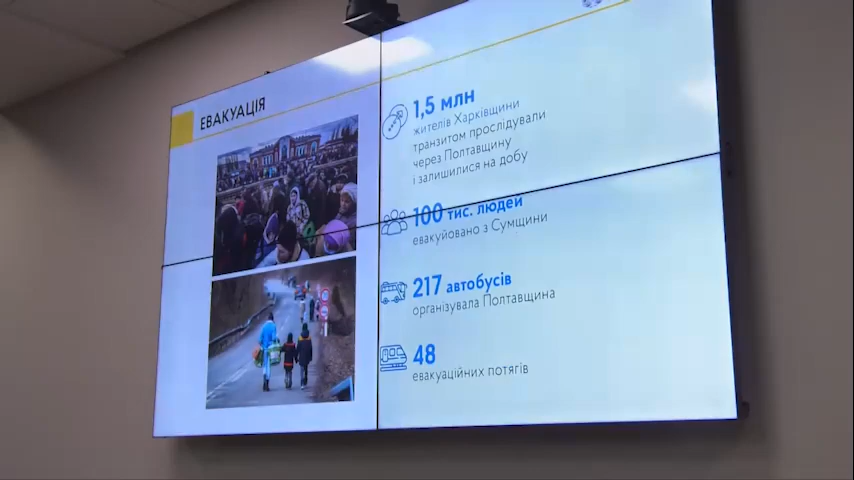 ЕВАКУАЦІЯ
1,5 млн
жителів Харківщини
транзитом прослідували
через Полтавщину
і залишилися на добу
100 тис. людей
евакуйовано з Сумщини
217 автобусів
організувала Полтавщина
48
евакуаційних потягів